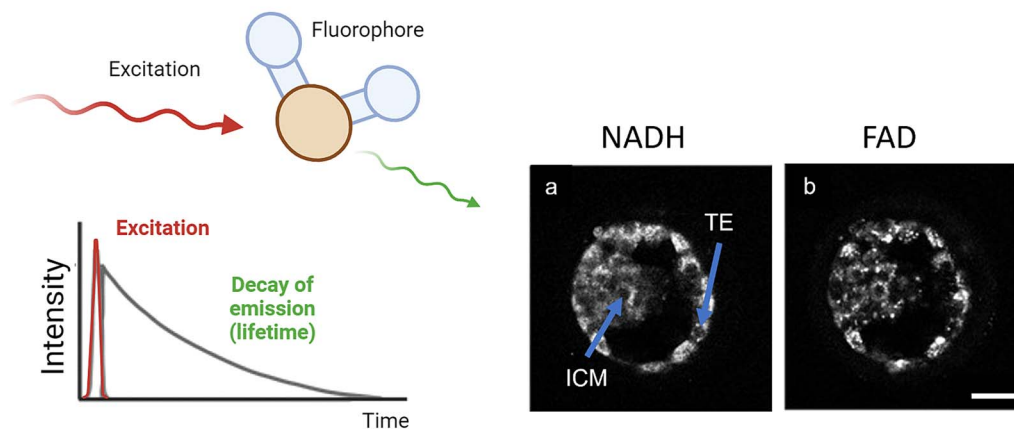 Fluorophore
Excitation
Excitation
Decay of
emission
(lifetime)
Intensity
Time
NADH
FAD
a
TE
ICM
b